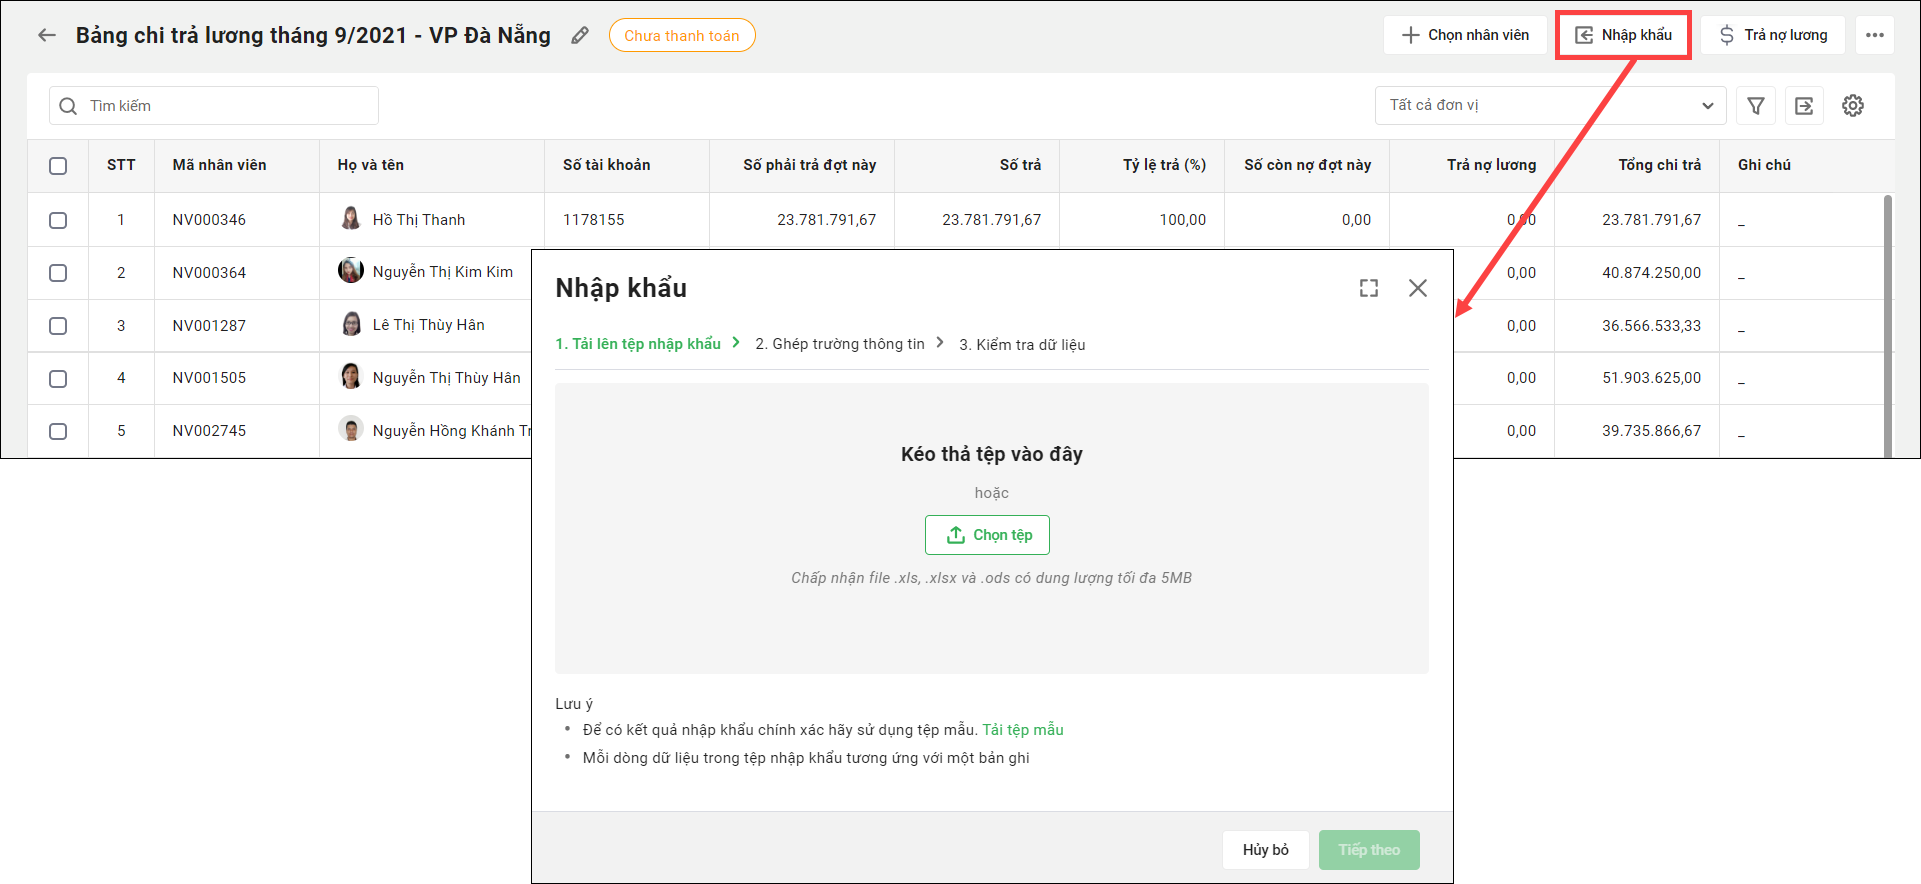 Bảng chi trả lương tháng 9/2021 - VP Đà Nẵng
Chưa thanh toán
Chọn nhân viên
Nhập khẩu
Trả nợ lương
Tìm kiếm
Tất cả đơn vị
STT Mã nhân viên Họ và tên Số tài khoản Số phải trả đợt này Số trả Tỷ lệ trả (%) Số còn nợ đợt này Trả nợ lương Tổng chi trả Ghi chú
1 NV000346 Hồ Thị Thanh 1178155 23.781.791,67 23.781.791,67 100,00 0,00 0,00 23.781.791,67 _
2 NV000364 Nguyễn Thị Kim Kim 0,00 40.874.250,00 _
3 NV001287 Lê Thị Thùy Hân 0,00 36.566.533,33 _
4 NV001505 Nguyễn Thị Thùy Hân 0,00 51.903.625,00 _
5 NV002745 Nguyễn Hồng Khánh 0,00 39.735.866,67 _
Nhập khẩu
1. Tải lên tệp nhập khẩu
2. Ghép trường thông tin
3. Kiểm tra dữ liệu
Kéo thả tệp vào đây
hoặc
Chọn tệp
Chấp nhận file .xls, .xlsx và .ods có dung lượng tối đa 5MB
Lưu ý
• Để có kết quả nhập khẩu chính xác hãy sử dụng tệp mẫu. Tải tệp mẫu
• Mỗi dòng dữ liệu trong tệp nhập khẩu tương ứng với một bản ghi
Hủy bỏ
Tiếp theo